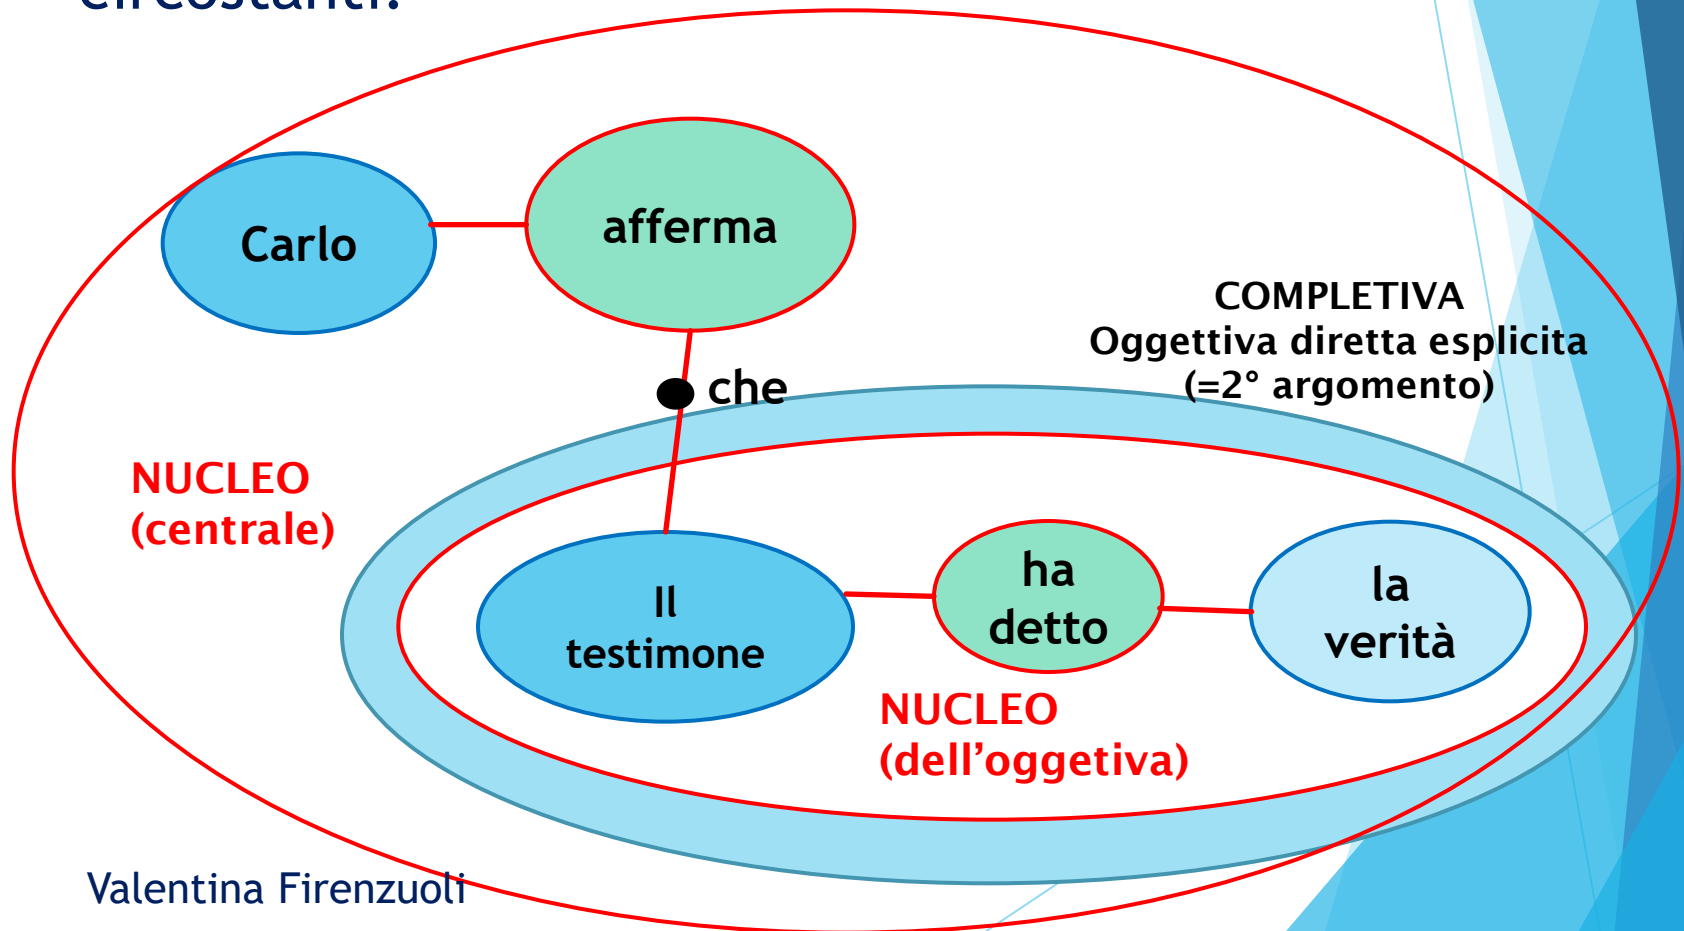 circostanti.
Carlo
afferma
COMPLETIVA
Oggettiva diretta esplicita
(=2° argomento)
che
NUCLEO
(centrale)
Il
testimone
ha
detto
la
verità
NUCLEO
(dell’oggetiva)
Valentina Firenzuoli